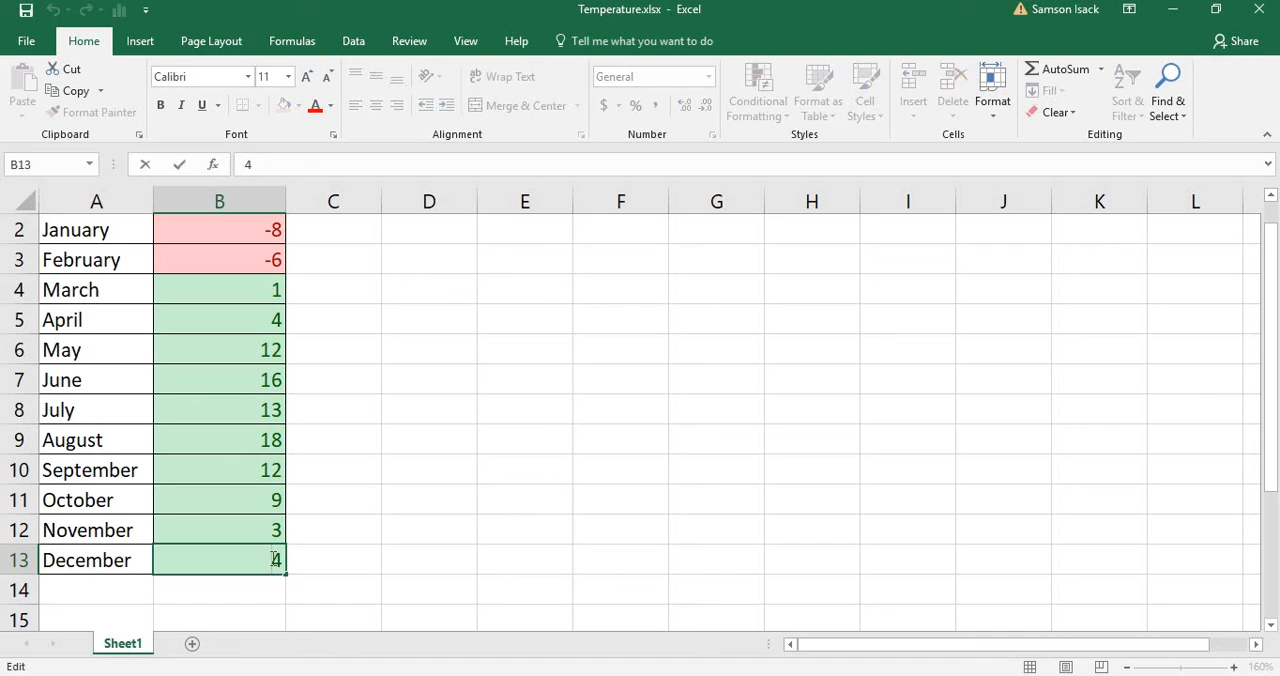 Temperature.xlsx - Excel
Samson Isack
File Home Insert Page Layout Formulas Data Review View Help Tell me what you want to do Share
Paste
Cut
Copy
Format Painter
Clipboard
Calibri 11
B I U
Font
Wrap Text
Merge & Center
Alignment
General
$ % ,
Number
Conditional Formatting
Format as Table
Cell Styles
Styles
Insert Delete Format
Cells
AutoSum
Fill
Clear
Sort & Filter
Find & Select
Editing
B13 fx 4
A B C D E F G H I J K L
2 January -8
3 February -6
4 March 1
5 April 4
6 May 12
7 June 16
8 July 13
9 August 18
10 September 12
11 October 9
12 November 3
13 December 4
14
15
Sheet1
Edit 160%